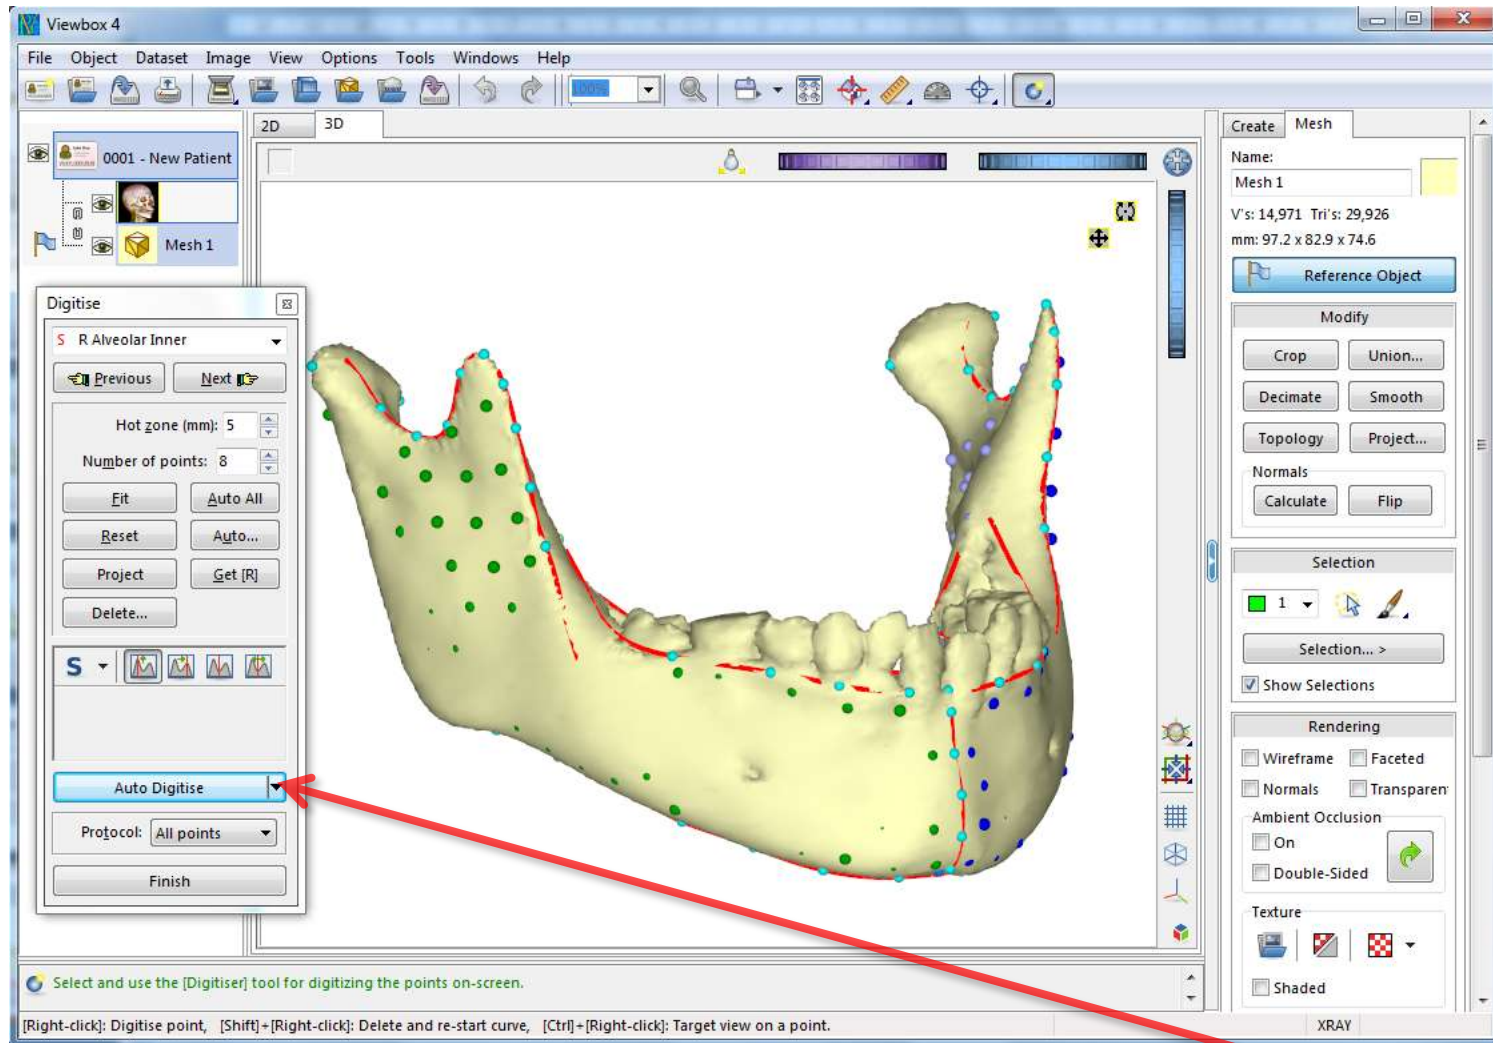 Viewbox 4
File Object Dataset Image View Options Tools Windows Help
100%
2D 3D
0001 - New Patient
Mesh 1
Digitise
S R Alveolar Inner
Previous Next
Hot zone (mm): 5
Number of points: 8
Fit Auto All
Reset Auto...
Project Get [R]
Delete...
S
Auto Digitise
Protocol: All points
Finish
Create Mesh
Name:
Mesh 1
V's: 14,971 Tri's: 29,926
mm: 97.2 x 82.9 x 74.6
Reference Object
Modify
Crop Union...
Decimate Smooth
Topology Project...
Normals
Calculate Flip
Selection
1
Selection... >
Show Selections
Rendering
Wireframe Faceted
Normals Transparen
Ambient Occlusion
On
Double-Sided
Texture
Shaded
Select and use the [Digitiser] tool for digitizing the points on-screen.
[Right-click]: Digitise point, [Shift]+[Right-click]: Delete and re-start curve, [Ctrl]+[Right-click]: Target view on a point.
XRAY